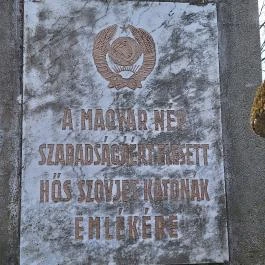 A MAGYAR NÉP
SZABADSÁGÁÉRT ELESETT
HŐS SZOVJET KATONÁK
EMLÉKÉRE